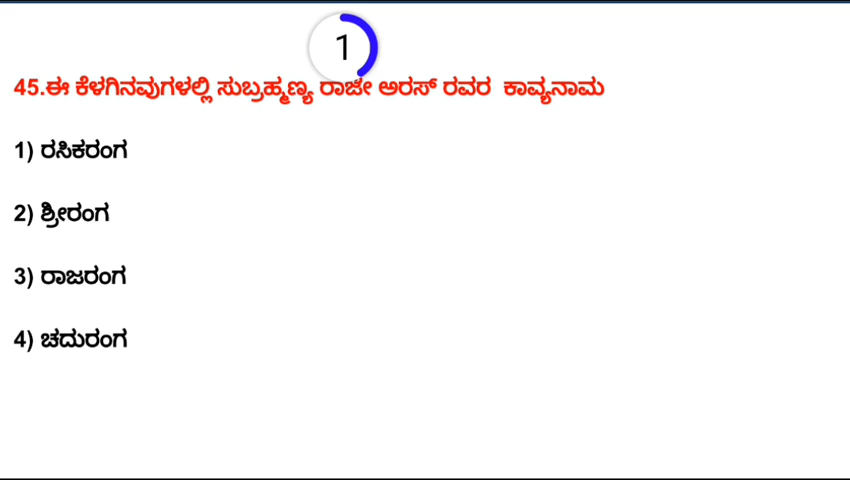 1
45.ಈ ಕೆಳಗಿನವುಗಳಲ್ಲಿ ಸುಬ್ರಹ್ಮಣ್ಯ ರಾಜೇ ಅರಸ್ ರವರ ಕಾವ್ಯನಾಮ
1) ರಸಿಕರಂಗ
2) ಶ್ರೀರಂಗ
3) ರಾಜರಂಗ
4) ಚದುರಂಗ